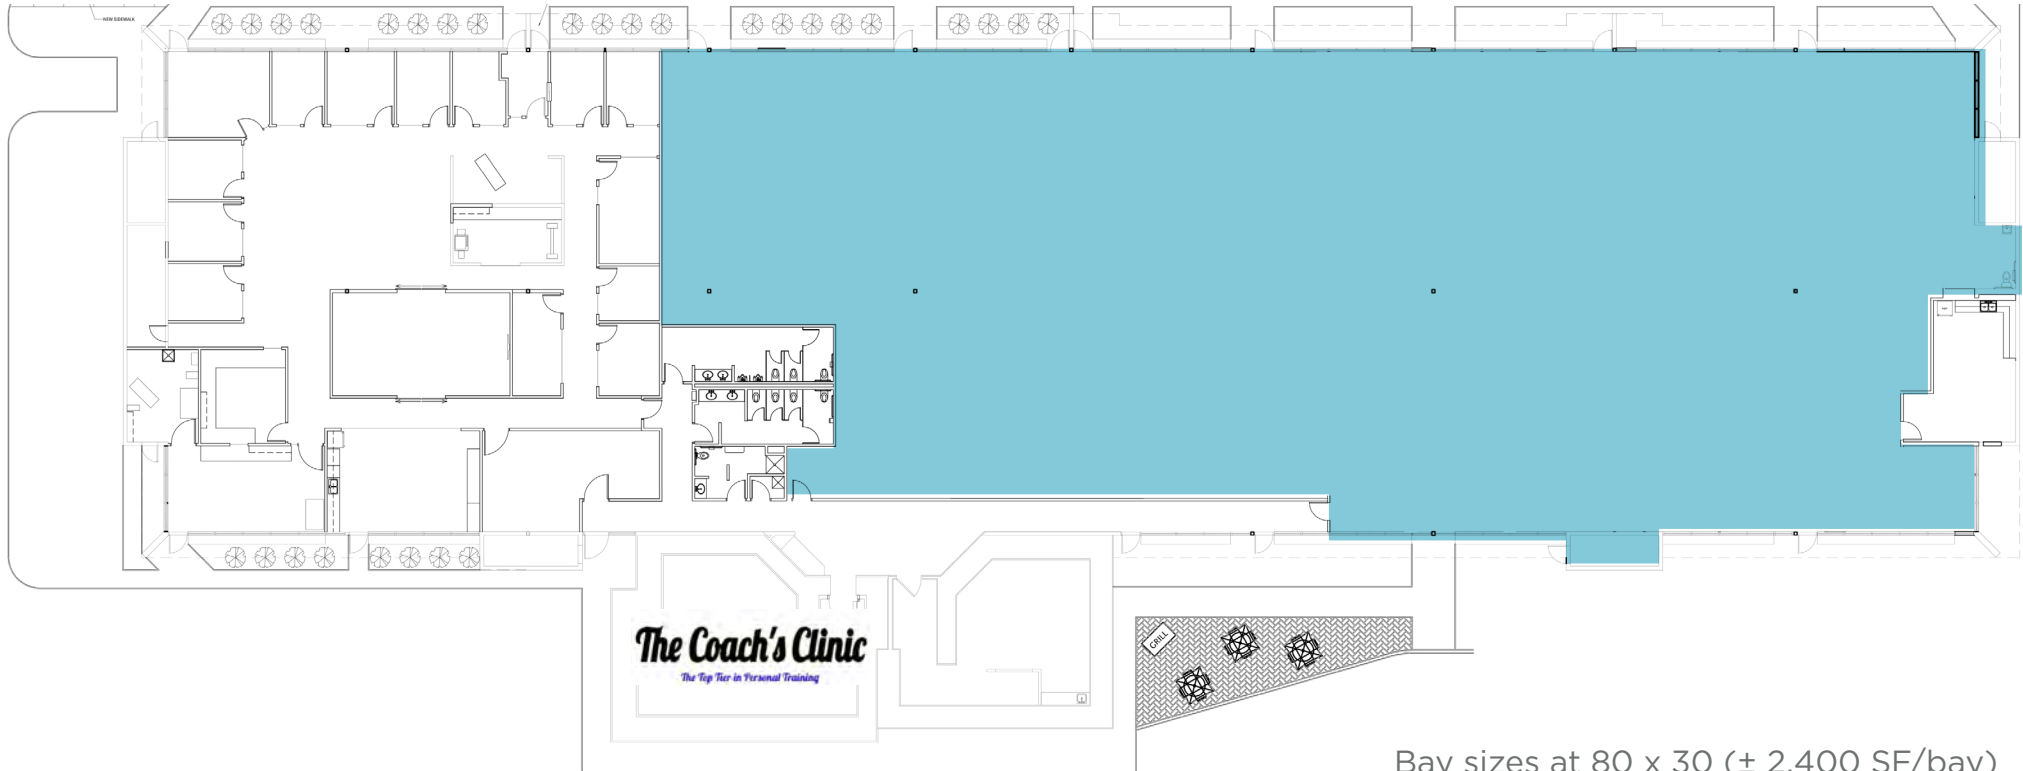 NEW SIDEWALK
GRILL
The Coach's Clinic
The Top Tier in Personal Training
Bay sizes at 80 x 30 (± 2,400 SF/bay)